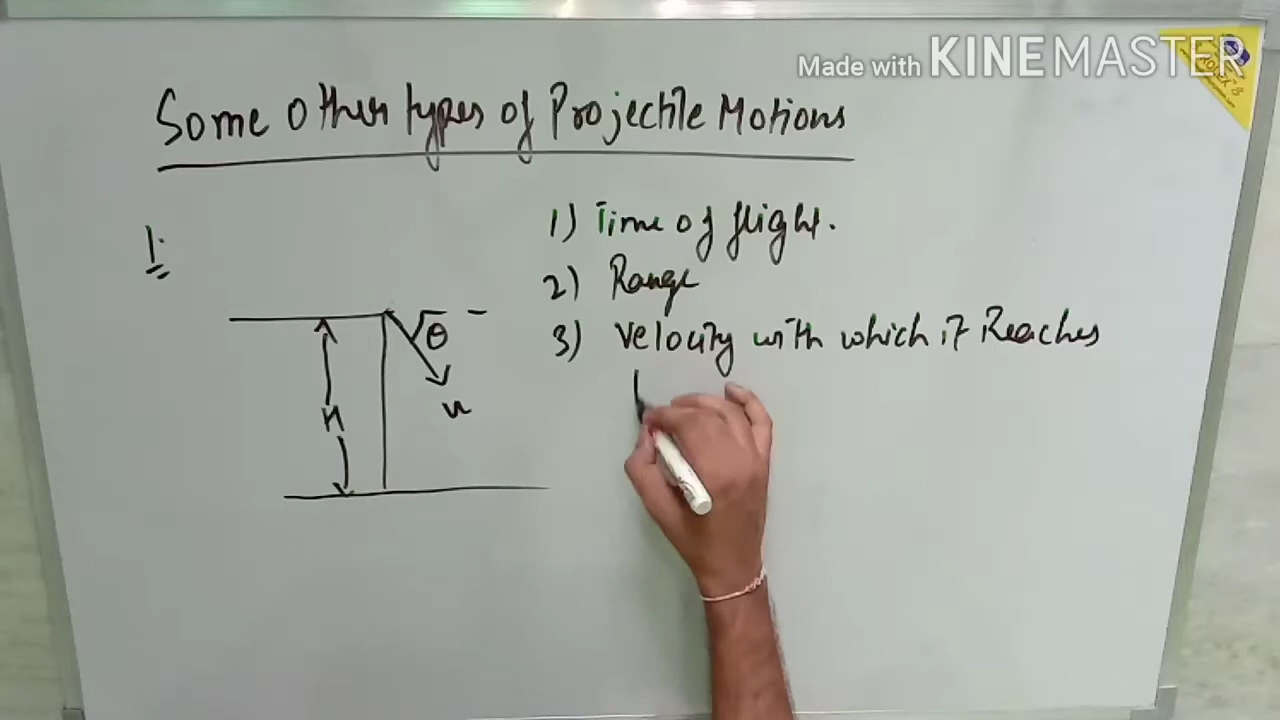 Made with KINEMASTER
Some Other types of Projectile Motions
1.
1) Time of flight.
2) Range
3) Velocity with which it Reaches
θ
H
u